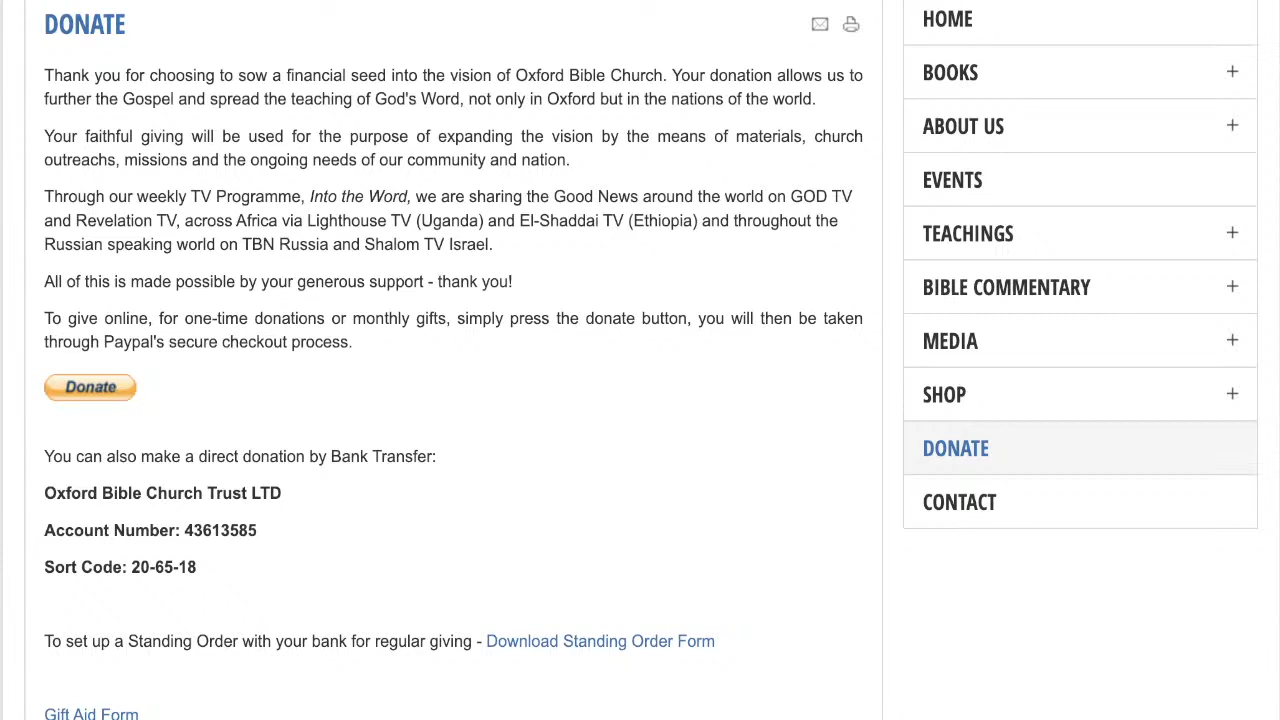 DONATE
Thank you for choosing to sow a financial seed into the vision of Oxford Bible Church. Your donation allows us to
further the Gospel and spread the teaching of God's Word, not only in Oxford but in the nations of the world.
Your faithful giving will be used for the purpose of expanding the vision by the means of materials, church
outreachs, missions and the ongoing needs of our community and nation.
Through our weekly TV Programme, Into the Word, we are sharing the Good News around the world on GOD TV
and Revelation TV, across Africa via Lighthouse TV (Uganda) and El-Shaddai TV (Ethiopia) and throughout the
Russian speaking world on TBN Russia and Shalom TV Israel.
All of this is made possible by your generous support - thank you!
To give online, for one-time donations or monthly gifts, simply press the donate button, you will then be taken
through Paypal's secure checkout process.
Donate
You can also make a direct donation by Bank Transfer:
Oxford Bible Church Trust LTD
Account Number: 43613585
Sort Code: 20-65-18
To set up a Standing Order with your bank for regular giving - Download Standing Order Form
Gift Aid Form
HOME
BOOKS +
ABOUT US +
EVENTS
TEACHINGS +
BIBLE COMMENTARY +
MEDIA +
SHOP +
DONATE
CONTACT